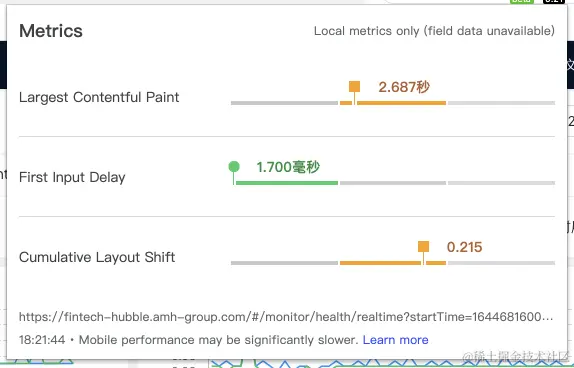 Metrics
Local metrics only (field data unavailable)
Largest Contentful Paint
2.687秒
First Input Delay
1.700毫秒
Cumulative Layout Shift
0.215
https://fintech-hubble.amh-group.com/#/monitor/health/realtime?startTime=1644681600...
18:21:44 • Mobile performance may be significantly slower. Learn more
@稀土掘金技术社区